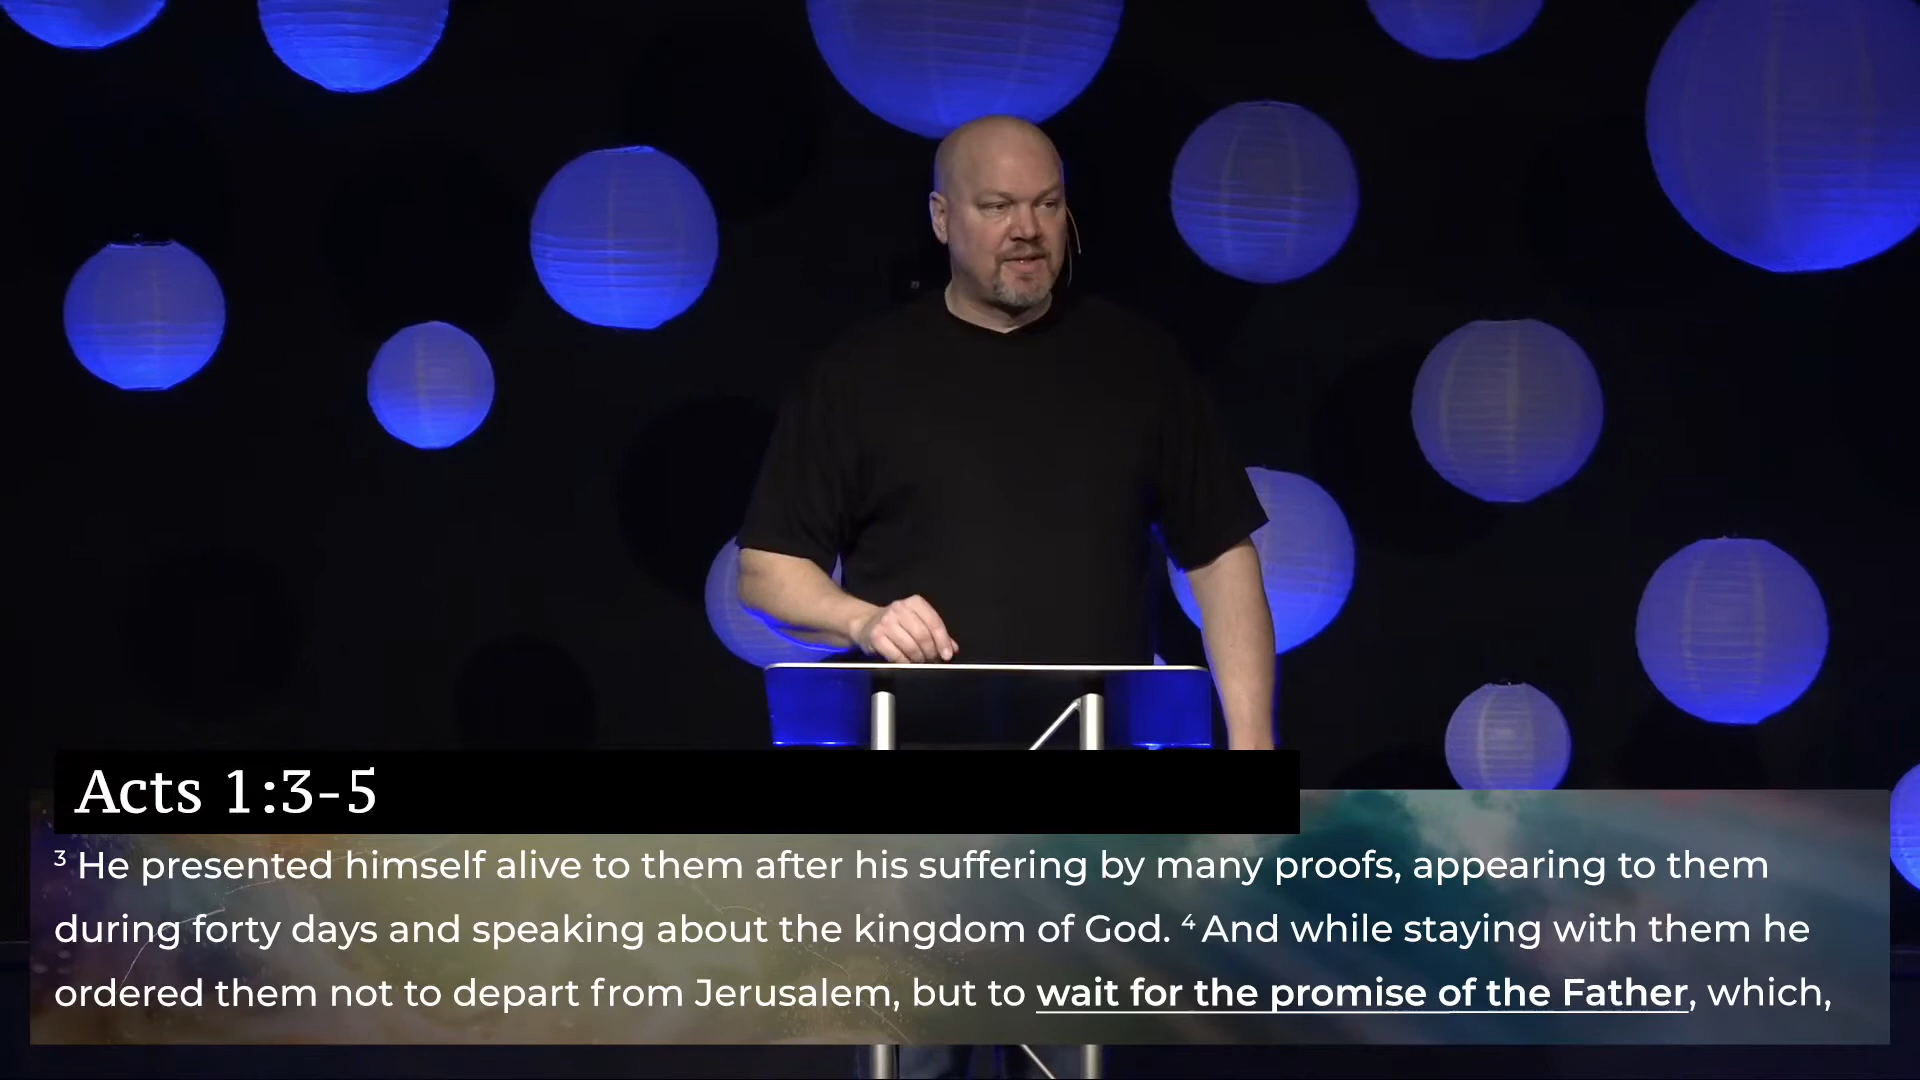 Acts 1:3-5
³ He presented himself alive to them after his suffering by many proofs, appearing to them
during forty days and speaking about the kingdom of God. ⁴ And while staying with them he
ordered them not to depart from Jerusalem, but to wait for the promise of the Father, which,